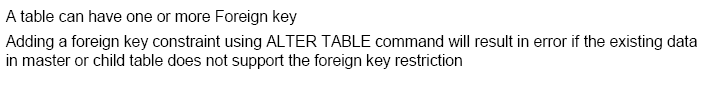 A table can have one or more Foreign key
Adding a foreign key constraint using ALTER TABLE command will result in error if the existing data
in master or child table does not support the foreign key restriction